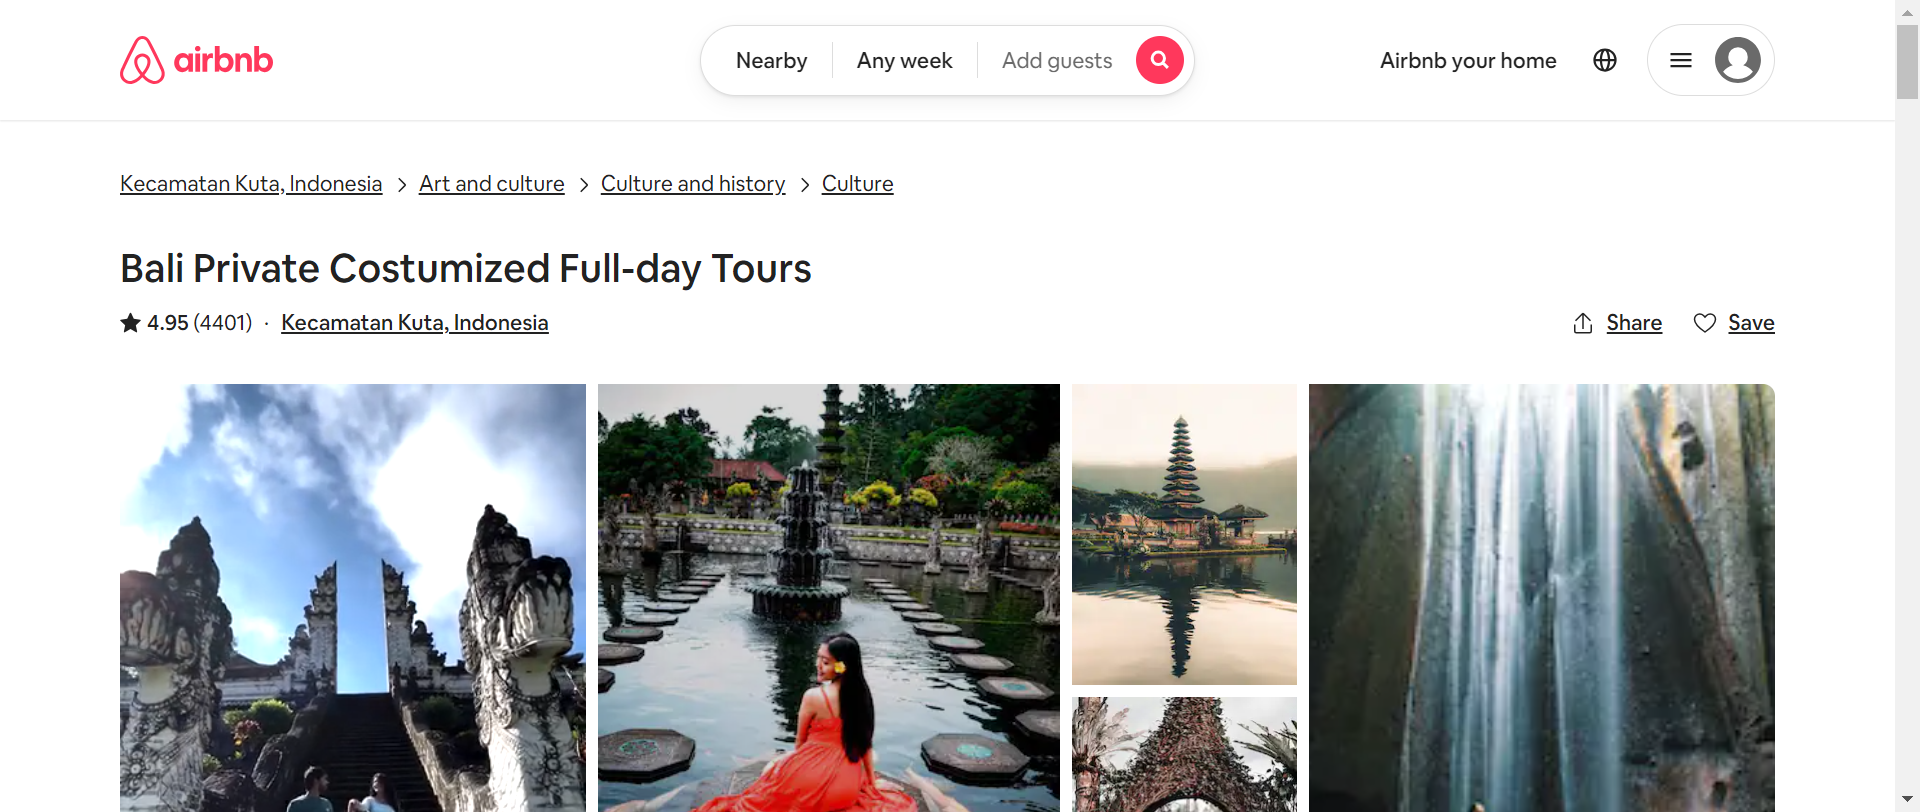 airbnb
Nearby
Any week
Add guests
Airbnb your home
Kecamatan Kuta, Indonesia > Art and culture > Culture and history > Culture
Bali Private Costumized Full-day Tours
4.95 (4401) · Kecamatan Kuta, Indonesia
Share
Save